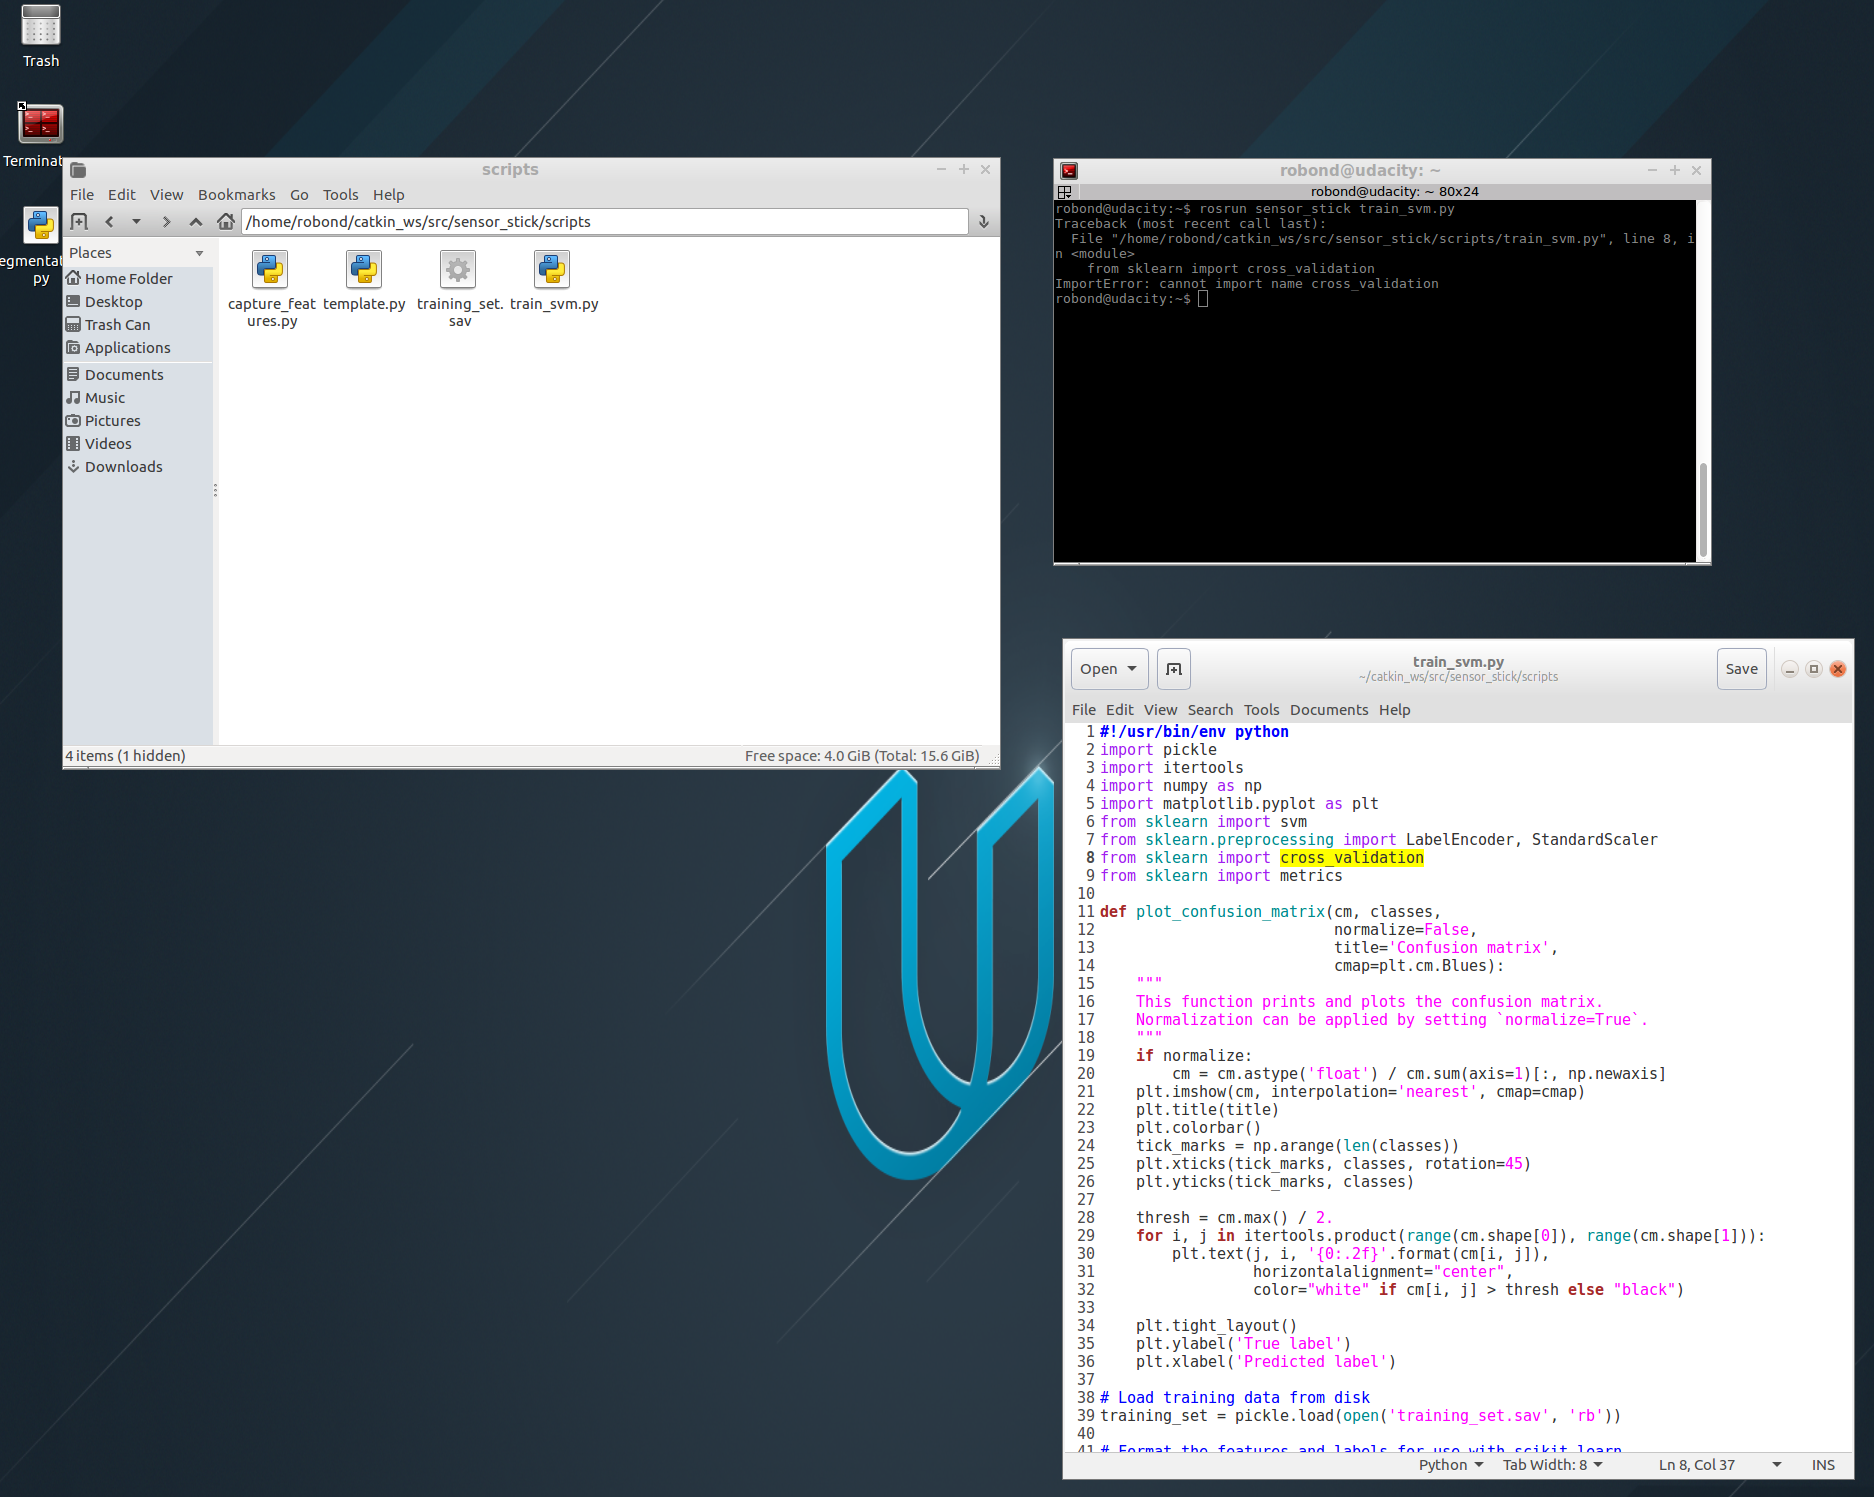 Trash
Terminat
egmentat
py
scripts
File Edit View Bookmarks Go Tools Help
/home/robond/catkin_ws/src/sensor_stick/scripts
Places
Home Folder
Desktop
Trash Can
Applications
Documents
Music
Pictures
Videos
Downloads
capture_feat
ures.py
template.py
training_set.
sav
train_svm.py
4 items (1 hidden)
Free space: 4.0 GiB (Total: 15.6 GiB)
robond@udacity: ~
robond@udacity: ~ 80x24
robond@udacity:~$ rosrun sensor_stick train_svm.py
Traceback (most recent call last):
  File "/home/robond/catkin_ws/src/sensor_stick/scripts/train_svm.py", line 8, i
n <module>
    from sklearn import cross_validation
ImportError: cannot import name cross_validation
robond@udacity:~$
Open
train_svm.py
~/catkin_ws/src/sensor_stick/scripts
Save
File Edit View Search Tools Documents Help
1 #!/usr/bin/env python
2 import pickle
3 import itertools
4 import numpy as np
5 import matplotlib.pyplot as plt
6 from sklearn import svm
7 from sklearn.preprocessing import LabelEncoder, StandardScaler
8 from sklearn import cross_validation
9 from sklearn import metrics
10
11 def plot_confusion_matrix(cm, classes,
12                           normalize=False,
13                           title='Confusion matrix',
14                           cmap=plt.cm.Blues):
15     """
16     This function prints and plots the confusion matrix.
17     Normalization can be applied by setting `normalize=True`.
18     """
19     if normalize:
20         cm = cm.astype('float') / cm.sum(axis=1)[:, np.newaxis]
21     plt.imshow(cm, interpolation='nearest', cmap=cmap)
22     plt.title(title)
23     plt.colorbar()
24     tick_marks = np.arange(len(classes))
25     plt.xticks(tick_marks, classes, rotation=45)
26     plt.yticks(tick_marks, classes)
27
28     thresh = cm.max() / 2.
29     for i, j in itertools.product(range(cm.shape[0]), range(cm.shape[1])):
30         plt.text(j, i, '{0:.2f}'.format(cm[i, j]),
31                  horizontalalignment="center",
32                  color="white" if cm[i, j] > thresh else "black")
33
34     plt.tight_layout()
35     plt.ylabel('True label')
36     plt.xlabel('Predicted label')
37
38 # Load training data from disk
39 training_set = pickle.load(open('training_set.sav', 'rb'))
40
41 # Format the features and labels for use with scikit learn
Python Tab Width: 8 Ln 8, Col 37 INS